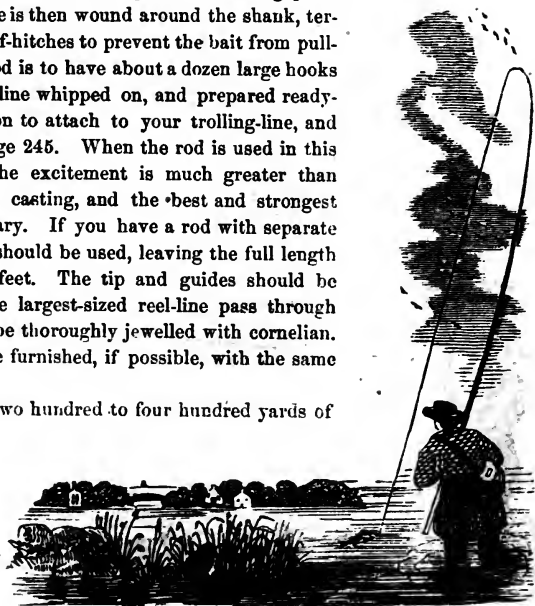 e is then wound around the shank, ter-
f-hitches to prevent the bait from pull-
d is to have about a dozen large hooks
line whipped on, and prepared ready-
n to attach to your trolling-line, and
ge 245. When the rod is used in this
he excitement is much greater than
casting, and the best and strongest
ary. If you have a rod with separate
should be used, leaving the full length
feet. The tip and guides should be
e largest-sized reel-line pass through
be thoroughly jewelled with cornelian.
e furnished, if possible, with the same
wo hundred to four hundred yards of